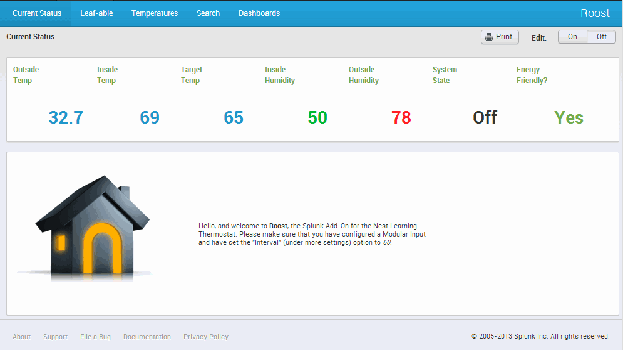 Current Status Leaf-able Temperatures Search Dashboards Roost
Current Status Print Edit: On Off
Outside Temp
Inside Temp
Target Temp
Inside Humidity
Outside Humidity
System State
Energy Friendly?
32.7 69 65 50 78 Off Yes
Hello, and welcome to Roost, the Splunk Add-On for the Nest Learning
Thermostat. Please make sure that you have configured a Modular input
and have set the "Interval" (under more settings) option to 60!
About Support File a Bug Documentation Privacy Policy © 2005-2013 Splunk Inc. All rights reserved.